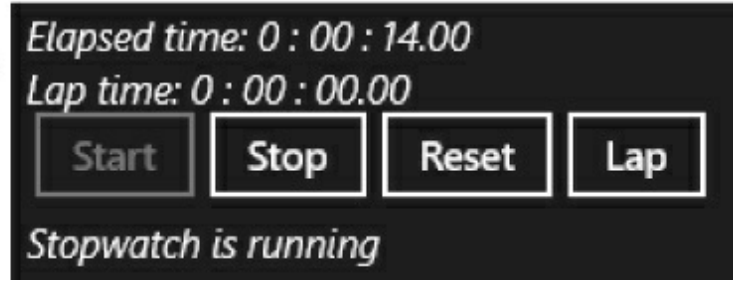 Elapsed time: 0 : 00 : 14.00
Lap time: 0 : 00 : 00.00
Start Stop Reset Lap
Stopwatch is running